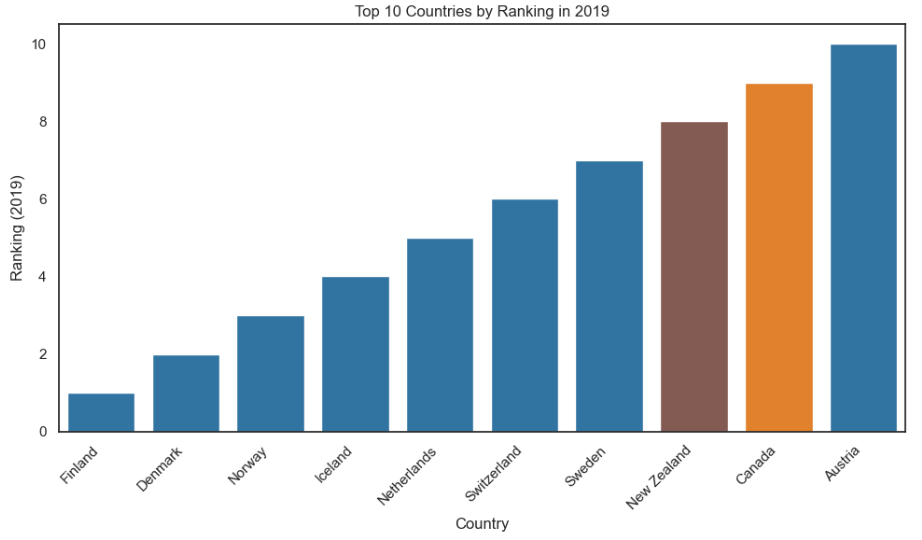 Top 10 Countries by Ranking in 2019
Ranking (2019)
10
8
6
4
2
0
Finland
Denmark
Norway
Iceland
Netherlands
Switzerland
Sweden
New Zealand
Canada
Austria
Country